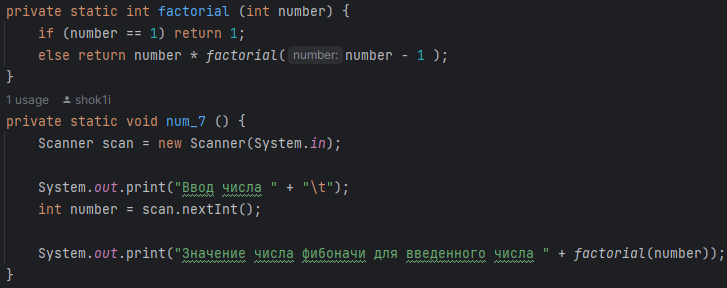 private static int factorial (int number) {
    if (number == 1) return 1;
    else return number * factorial( number: number - 1 );
}
1 usage shok1i
private static void num_7 () {
    Scanner scan = new Scanner(System.in);
    System.out.print("Ввод числа " + "\t");
    int number = scan.nextInt();
    System.out.print("Значение числа фибоначи для введенного числа " + factorial(number));
}